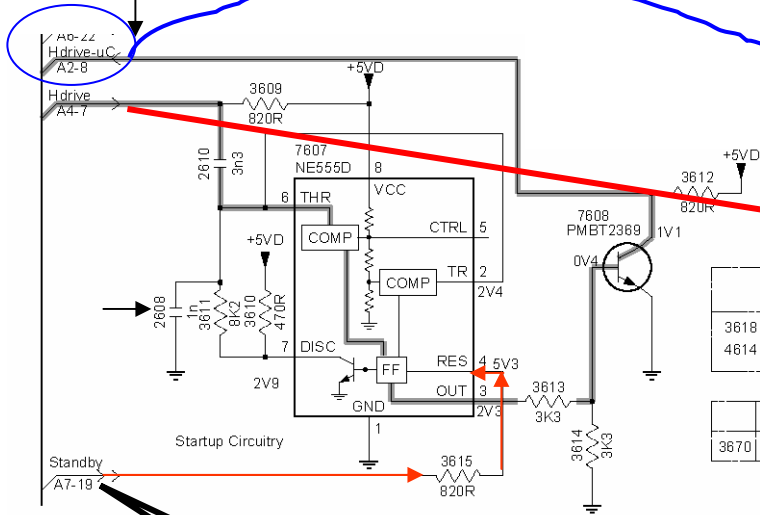 A6-22
Hdrive-uC
A2-8
Hdrive
A4-7
+5VD
3609
820R
2610
3n3
7607
NE555D
8
VCC
6
THR
COMP
CTRL
5
COMP
TR
2
2V4
+5VD
2608
1n
3611
8K2
3610
470R
7
DISC
2V9
FF
RES
4
5V3
OUT
3
2V3
GND
1
3613
3K3
3614
3K3
7608
PMBT2369
1V1
0V4
3612
820R
+5VD
3618
4614
3670
Startup Circuitry
Standby
A7-19
3615
820R